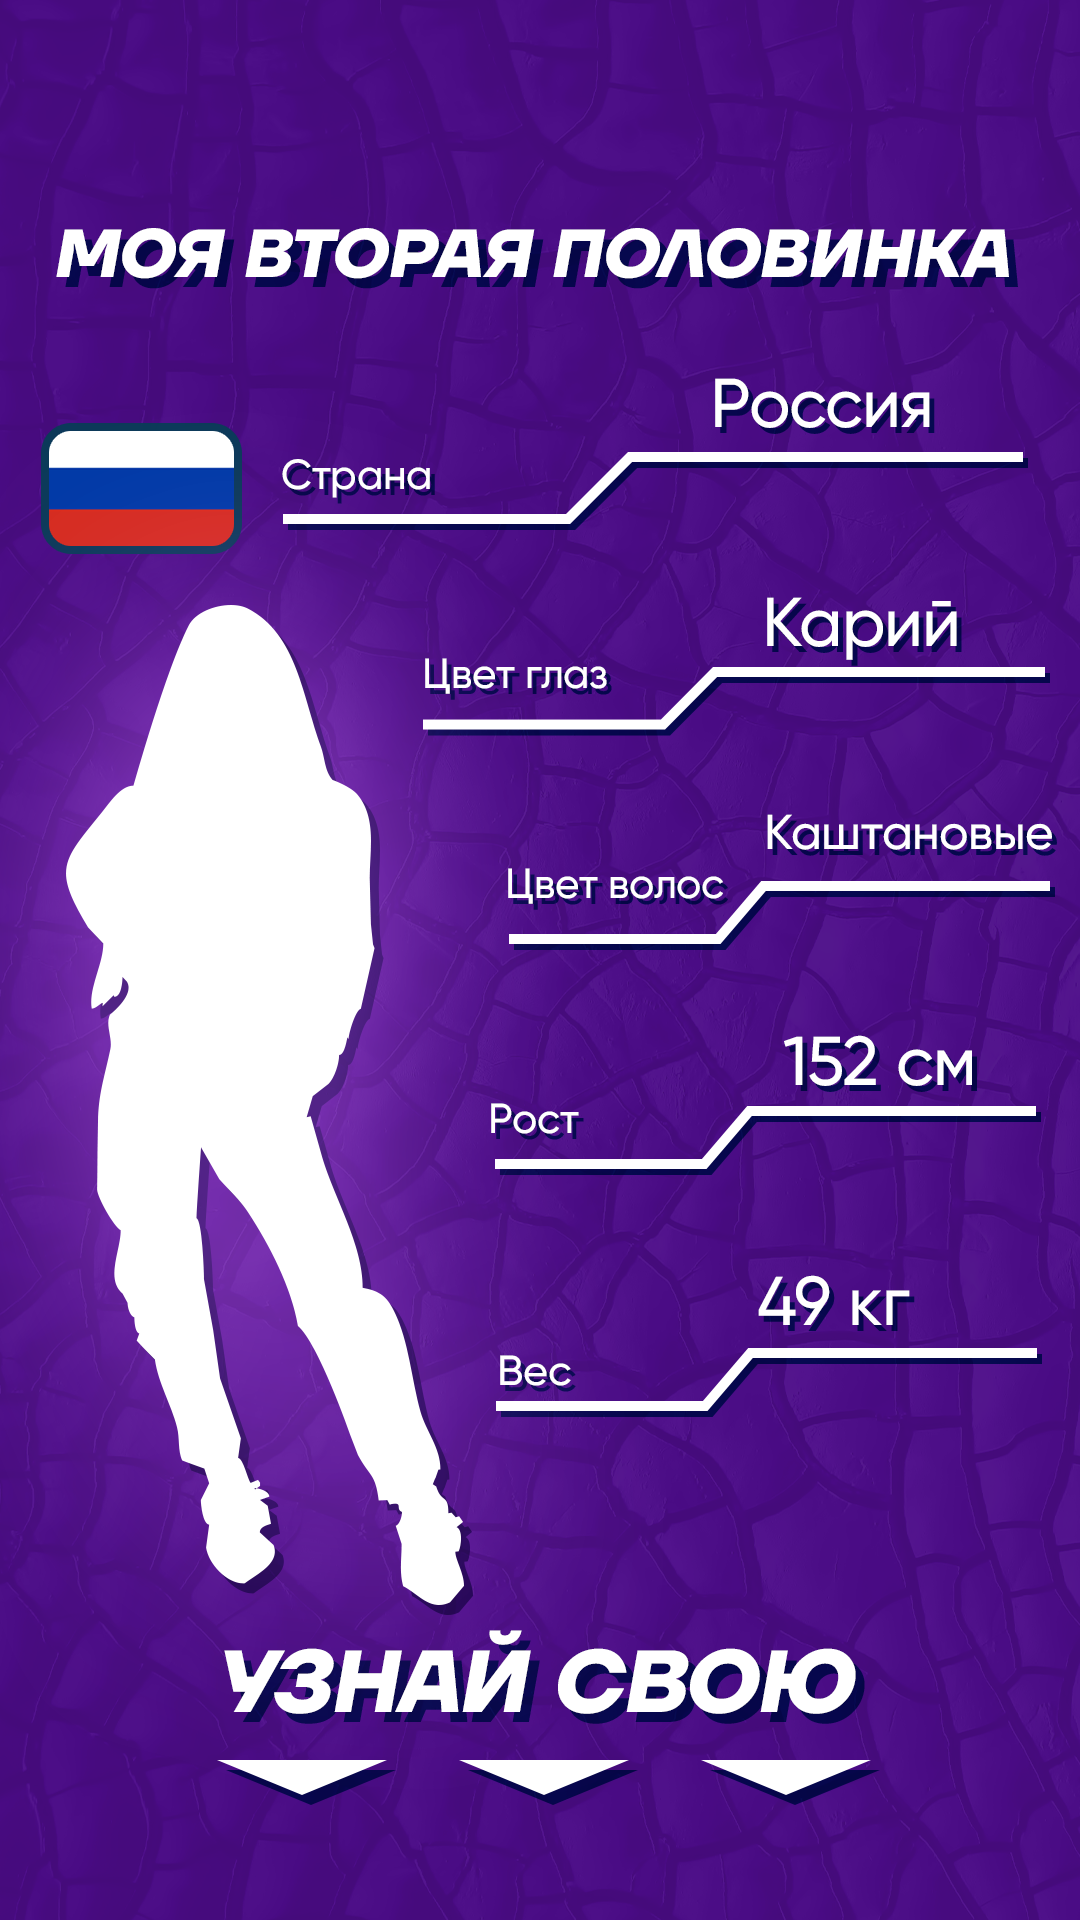 МОЯ ВТОРАЯ ПОЛОВИНКА
Россия
Страна
Карий
Цвет глаз
Каштановые
Цвет волос
152 см
Рост
49 кг
Вес
УЗНАЙ СВОЮ